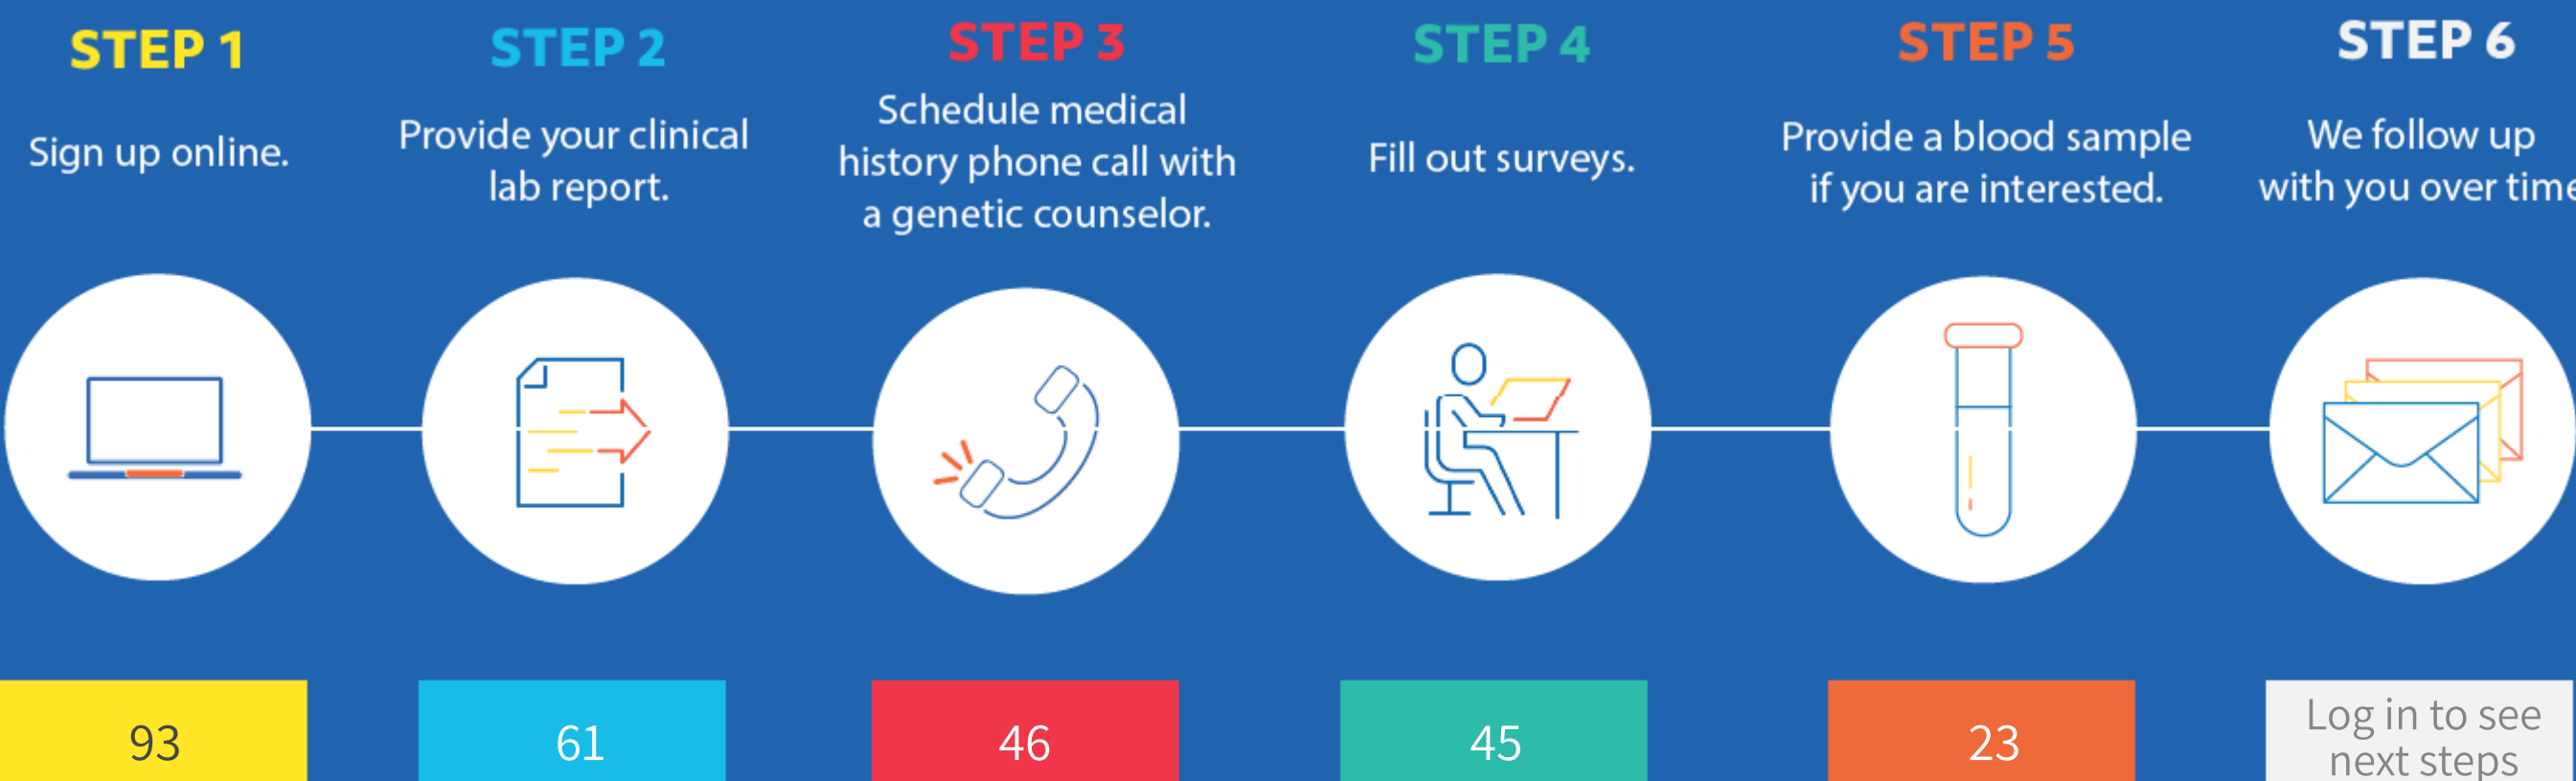 STEP 1
Sign up online.
STEP 2
Provide your clinical
lab report.
STEP 3
Schedule medical
history phone call with
a genetic counselor.
STEP 4
Fill out surveys.
STEP 5
Provide a blood sample
if you are interested.
STEP 6
We follow up
with you over time
93
61
46
45
23
Log in to see
next steps